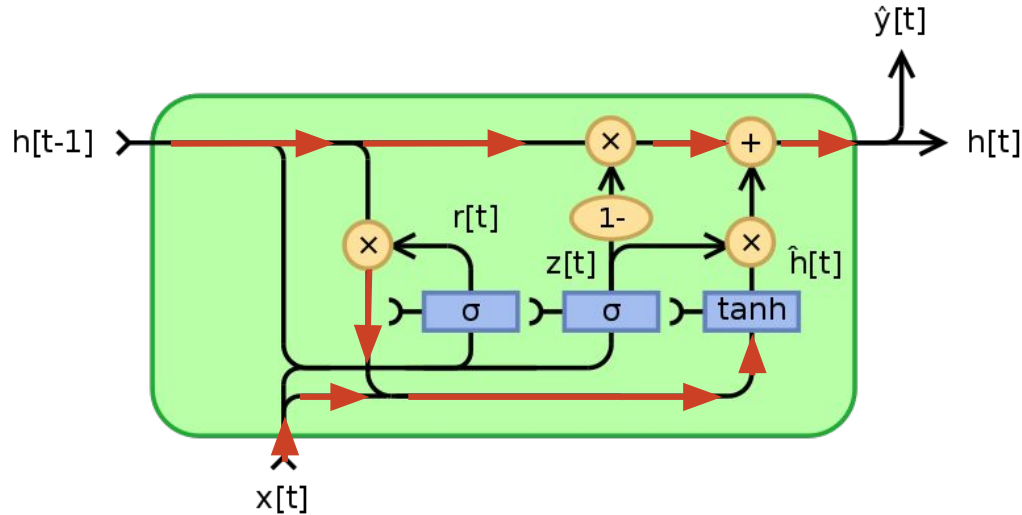 ŷ[t]
h[t-1]
×
+
h[t]
r[t]
1-
×
z[t]
×
ĥ[t]
σ
σ
tanh
x[t]